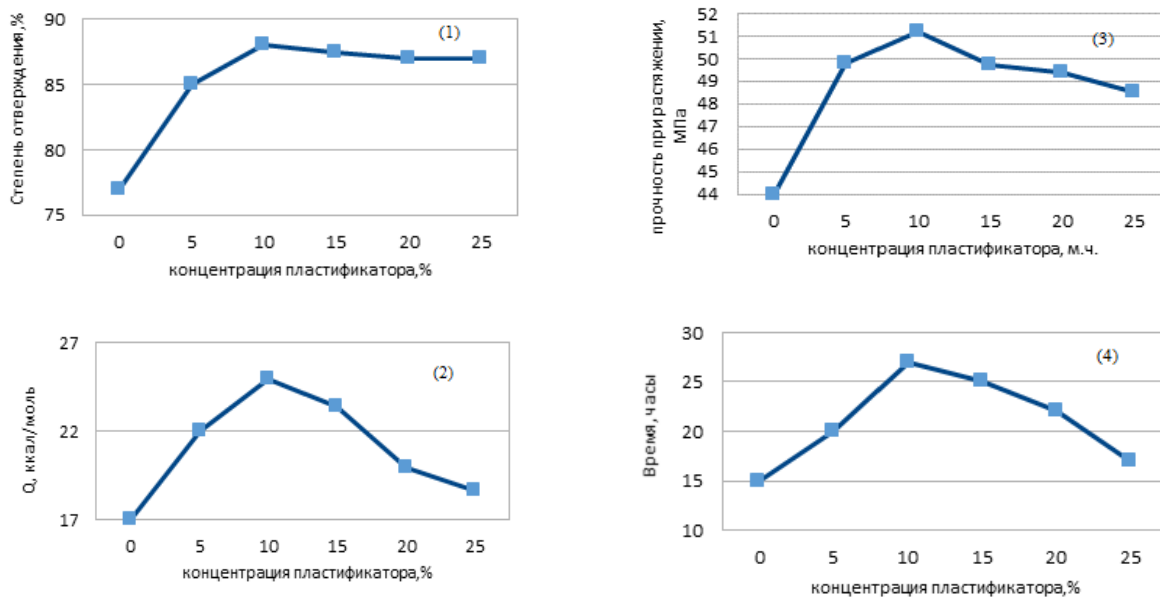 Степень отверждения,%
90
85
80
75
(1)
0 5 10 15 20 25
концентрация пластификатора,%
прочность при растяжении,
МПа
52
51
50
49
48
47
46
45
44
(3)
0 5 10 15 20 25
концентрация пластификатора, м.ч.
Q, ккал/моль
27
22
17
(2)
0 5 10 15 20 25
концентрация пластификатора,%
Время, часы
30
25
20
15
10
(4)
0 5 10 15 20 25
концентрация пластификатора,%